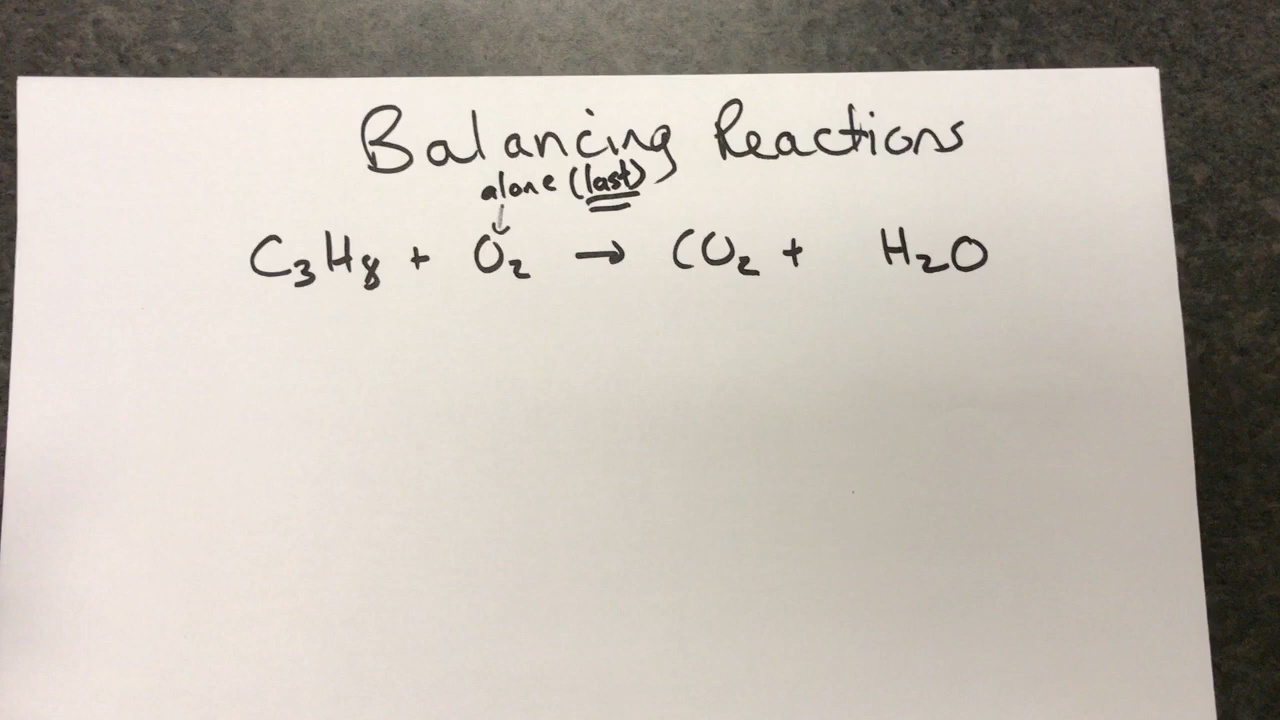 Balancing Reactions
alone (last)
C₃H₈ + O₂ → CO₂ + H₂O